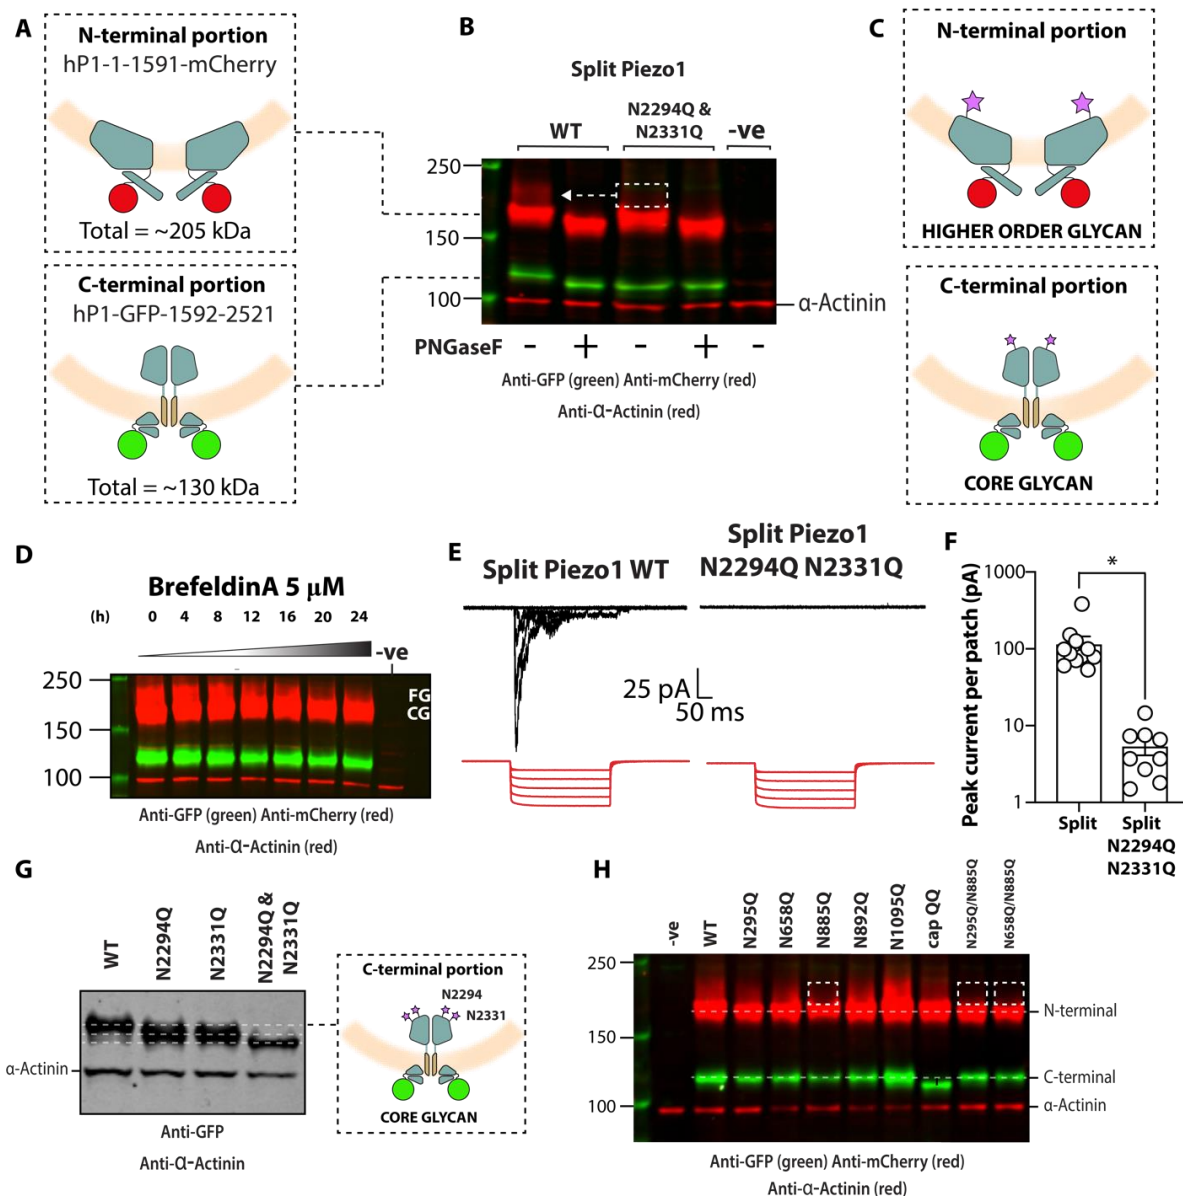 A
N-terminal portion
hP1-1-1591-mCherry
Total = ~205 kDa
C-terminal portion
hP1-GFP-1592-2521
Total = ~130 kDa
B
Split Piezo1
WT
N2294Q &
N2331Q
-ve
250
150
100
α-Actinin
PNGaseF - + - + -
Anti-GFP (green) Anti-mCherry (red)
Anti-α-Actinin (red)
C
N-terminal portion
HIGHER ORDER GLYCAN
C-terminal portion
CORE GLYCAN
D
BrefeldinA 5 μM
(h) 0 4 8 12 16 20 24
-ve
250
150
100
FG
CG
Anti-GFP (green) Anti-mCherry (red)
Anti-α-Actinin (red)
E
Split Piezo1 WT
Split Piezo1
N2294Q N2331Q
25 pA
50 ms
F
Peak current per patch (pA)
1000
100
10
1
*
Split
Split
N2294Q
N2331Q
G
WT
N2294Q
N2331Q
N2294Q &
N2331Q
α-Actinin
Anti-GFP
Anti-α-Actinin
C-terminal portion
N2294
N2331
CORE GLYCAN
H
-ve
WT
N295Q
N658Q
N885Q
N892Q
N1095Q
cap QQ
N295Q/N885Q
N658Q/N885Q
250
150
100
N-terminal
C-terminal
α-Actinin
Anti-GFP (green) Anti-mCherry (red)
Anti-α-Actinin (red)